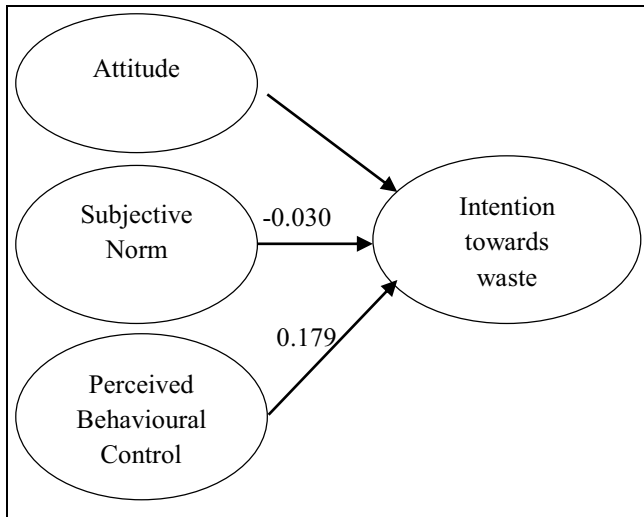 Attitude
Subjective
Norm
-0.030
Intention
towards
waste
0.179
Perceived
Behavioural
Control